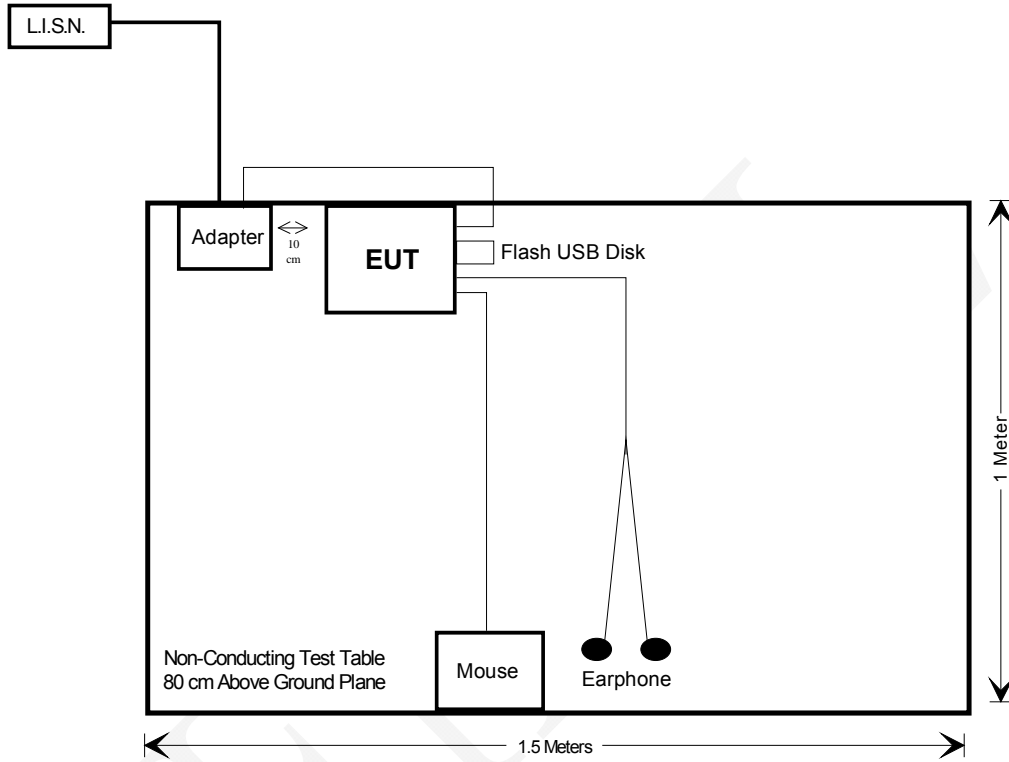 L.I.S.N.
Adapter
10
cm
EUT
Flash USB Disk
1 Meter
Non-Conducting Test Table
80 cm Above Ground Plane
Mouse
Earphone
1.5 Meters